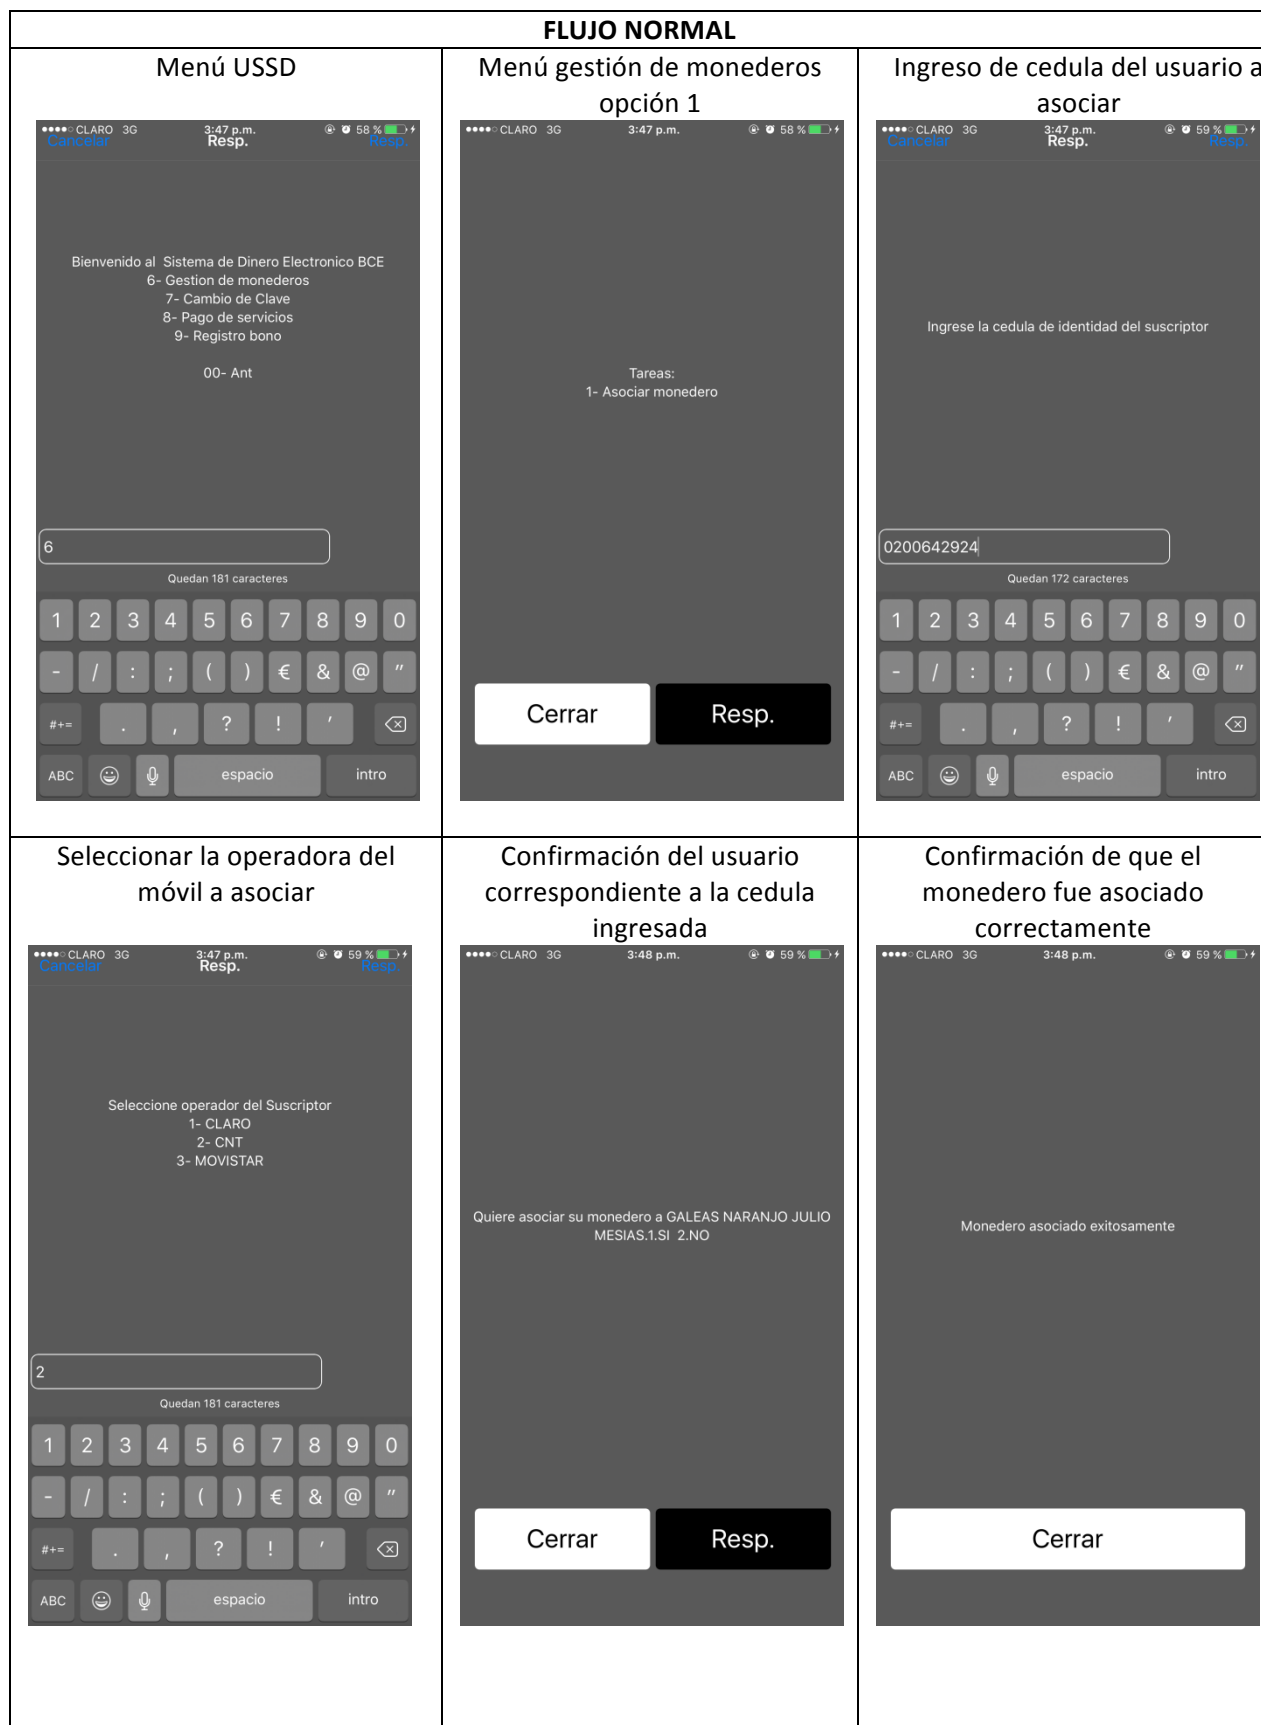 FLUJO NORMAL
Menú USSD
●●●●○ CLARO 3G 3:47 p.m. 58 %
Cancelar Resp. Resp.
Bienvenido al Sistema de Dinero Electronico BCE
6- Gestion de monederos
7- Cambio de Clave
8- Pago de servicios
9- Registro bono
00- Ant
6
Quedan 181 caracteres
1 2 3 4 5 6 7 8 9 0
- / : ; ( ) € & @ "
#+= . , ? ! '
ABC espacio intro
Menú gestión de monederos
opción 1
●●●●○ CLARO 3G 3:47 p.m. 58 %
Tareas:
1- Asociar monedero
Cerrar Resp.
Ingreso de cedula del usuario a
asociar
●●●●○ CLARO 3G 3:47 p.m. 59 %
Cancelar Resp. Resp.
Ingrese la cedula de identidad del suscriptor
0200642924
Quedan 172 caracteres
1 2 3 4 5 6 7 8 9 0
- / : ; ( ) € & @ "
#+= . , ? ! '
ABC espacio intro
Seleccionar la operadora del
móvil a asociar
●●●●○ CLARO 3G 3:47 p.m. 59 %
Cancelar Resp. Resp.
Seleccione operador del Suscriptor
1- CLARO
2- CNT
3- MOVISTAR
2
Quedan 181 caracteres
1 2 3 4 5 6 7 8 9 0
- / : ; ( ) € & @ "
#+= . , ? ! '
ABC espacio intro
Confirmación del usuario
correspondiente a la cedula
ingresada
●●●●○ CLARO 3G 3:48 p.m. 59 %
Quiere asociar su monedero a GALEAS NARANJO JULIO
MESIAS.1.SI 2.NO
Cerrar Resp.
Confirmación de que el
monedero fue asociado
correctamente
●●●●○ CLARO 3G 3:48 p.m. 59 %
Monedero asociado exitosamente
Cerrar